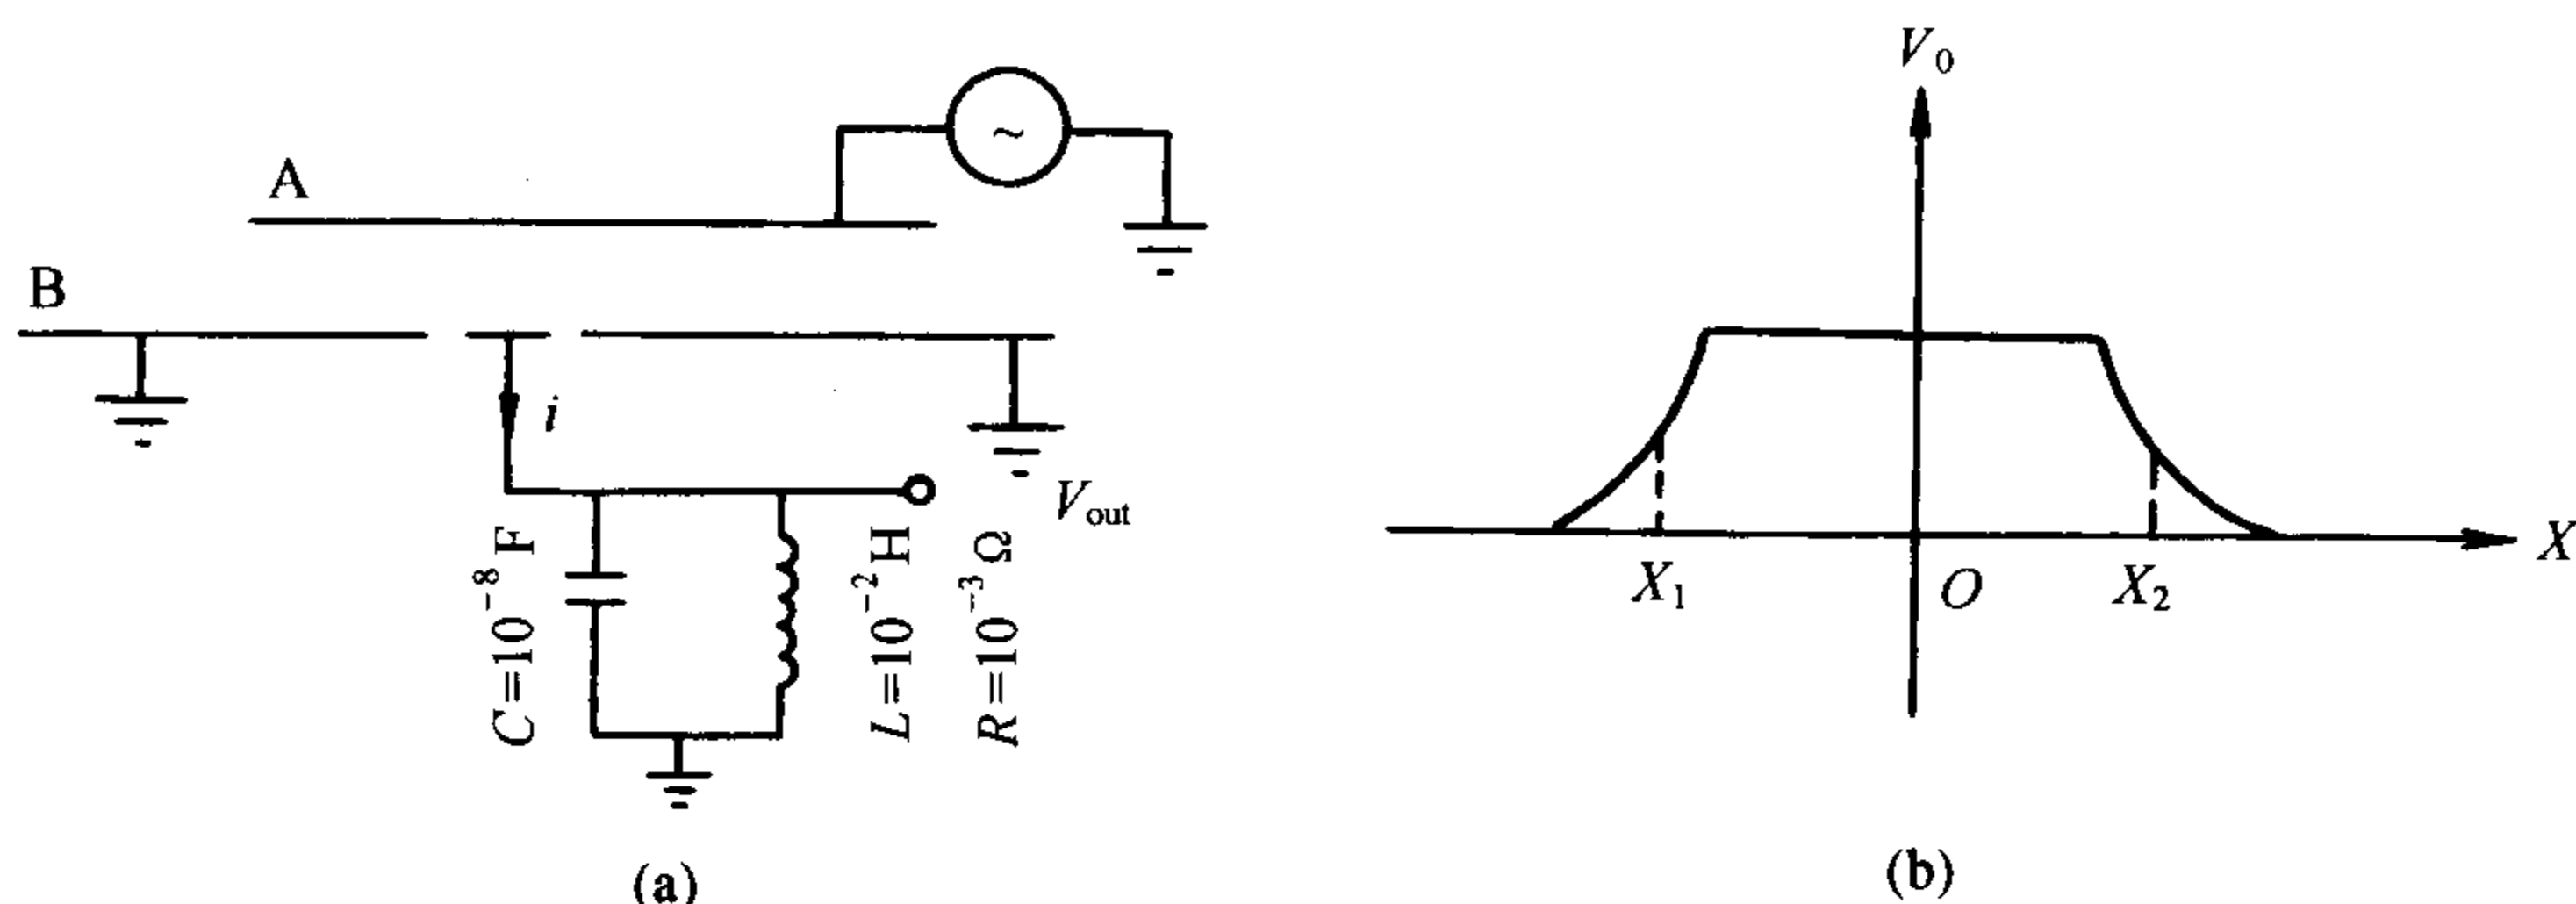 A
~
B
i
V_out
C=10^-8 F
L=10^-2 H
R=10^-3 Ω
(a)
V_0
X
X_1
O
X_2
(b)